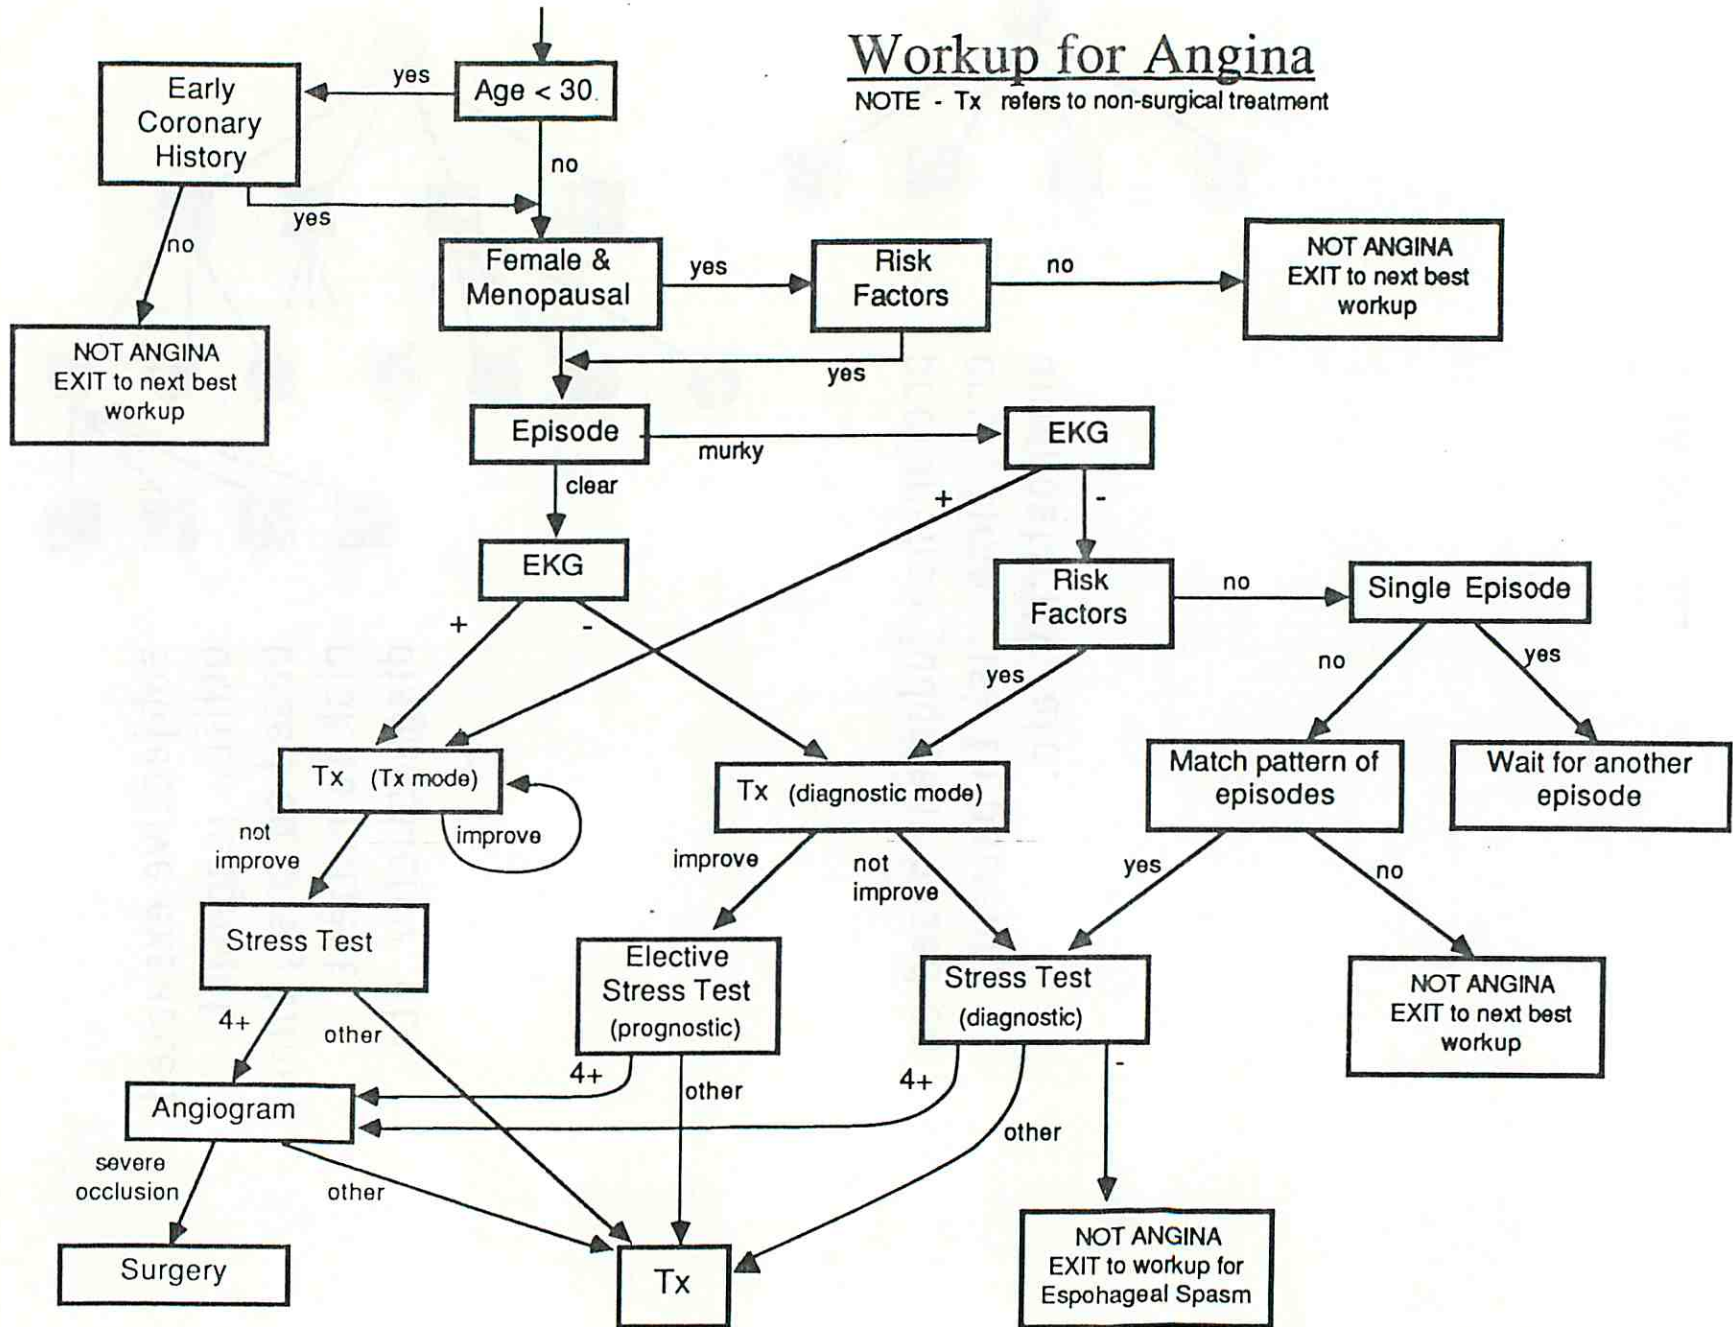 Workup for Angina
NOTE - Tx refers to non-surgical treatment
Age < 30
yes
no
Early
Coronary
History
yes
no
NOT ANGINA
EXIT to next best
workup
Female &
Menopausal
yes
Risk
Factors
no
yes
NOT ANGINA
EXIT to next best
workup
Episode
murky
clear
EKG
+
-
EKG
+
-
Risk
Factors
no
yes
Single Episode
no
yes
Tx (Tx mode)
not
improve
improve
Tx (diagnostic mode)
improve
not
improve
Match pattern of
episodes
yes
no
Wait for another
episode
Stress Test
4+
other
Elective
Stress Test
(prognostic)
4+
other
Stress Test
(diagnostic)
4+
other
-
NOT ANGINA
EXIT to next best
workup
Angiogram
severe
occlusion
other
Surgery
Tx
NOT ANGINA
EXIT to workup for
Espohageal Spasm